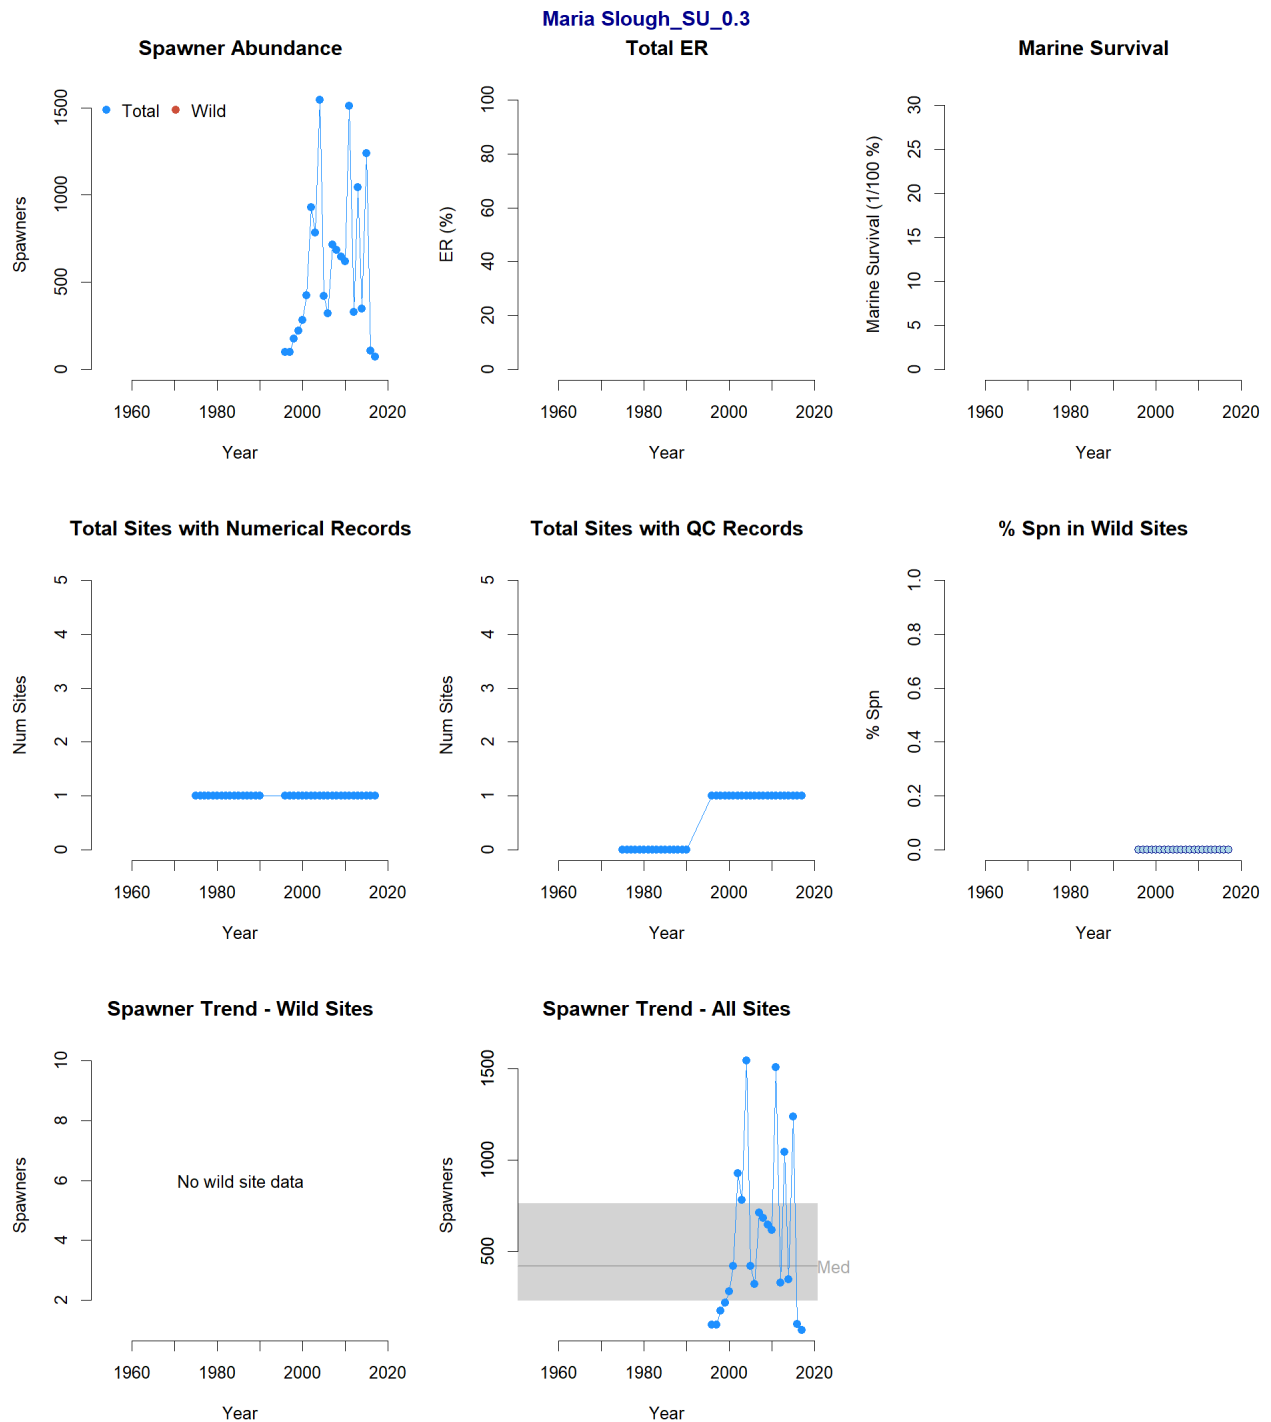 Maria Slough_SU_0.3
Spawner Abundance
Total ER
Marine Survival
Total Wild
Spawners
0 500 1000 1500
1960 1980 2000 2020
Year
ER (%)
0 20 40 60 80 100
1960 1980 2000 2020
Year
Marine Survival (1/100 %)
0 5 10 15 20 25 30
1960 1980 2000 2020
Year
Total Sites with Numerical Records
Total Sites with QC Records
% Spn in Wild Sites
Num Sites
0 1 2 3 4 5
1960 1980 2000 2020
Year
Num Sites
0 1 2 3 4 5
1960 1980 2000 2020
Year
% Spn
0.0 0.2 0.4 0.6 0.8 1.0
1960 1980 2000 2020
Year
Spawner Trend - Wild Sites
Spawner Trend - All Sites
Spawners
2 4 6 8 10
No wild site data
1960 1980 2000 2020
Year
Spawners
500 1000 1500
Med
1960 1980 2000 2020
Year